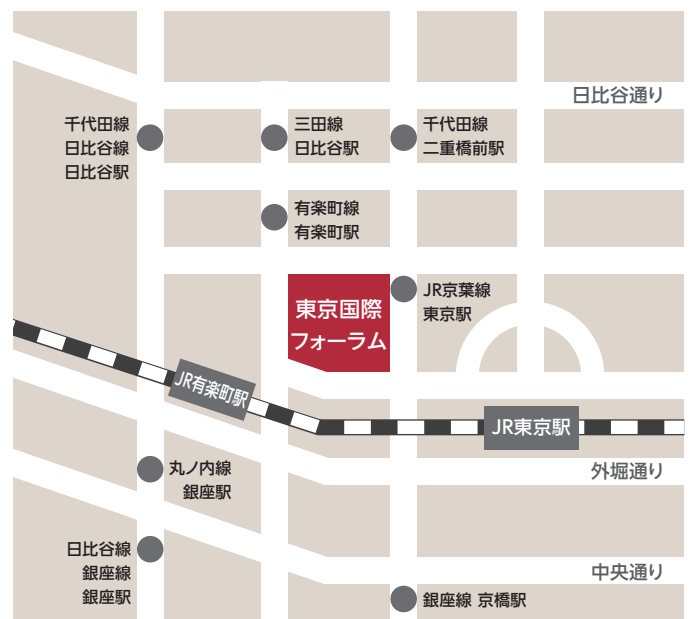 日比谷通り
千代田線
日比谷線
日比谷駅
三田線
日比谷駅
千代田線
二重橋前駅
有楽町線
有楽町駅
東京国際
フォーラム
JR京葉線
東京駅
JR有楽町駅
JR東京駅
丸ノ内線
銀座駅
外堀通り
日比谷線
銀座線
銀座駅
中央通り
銀座線 京橋駅